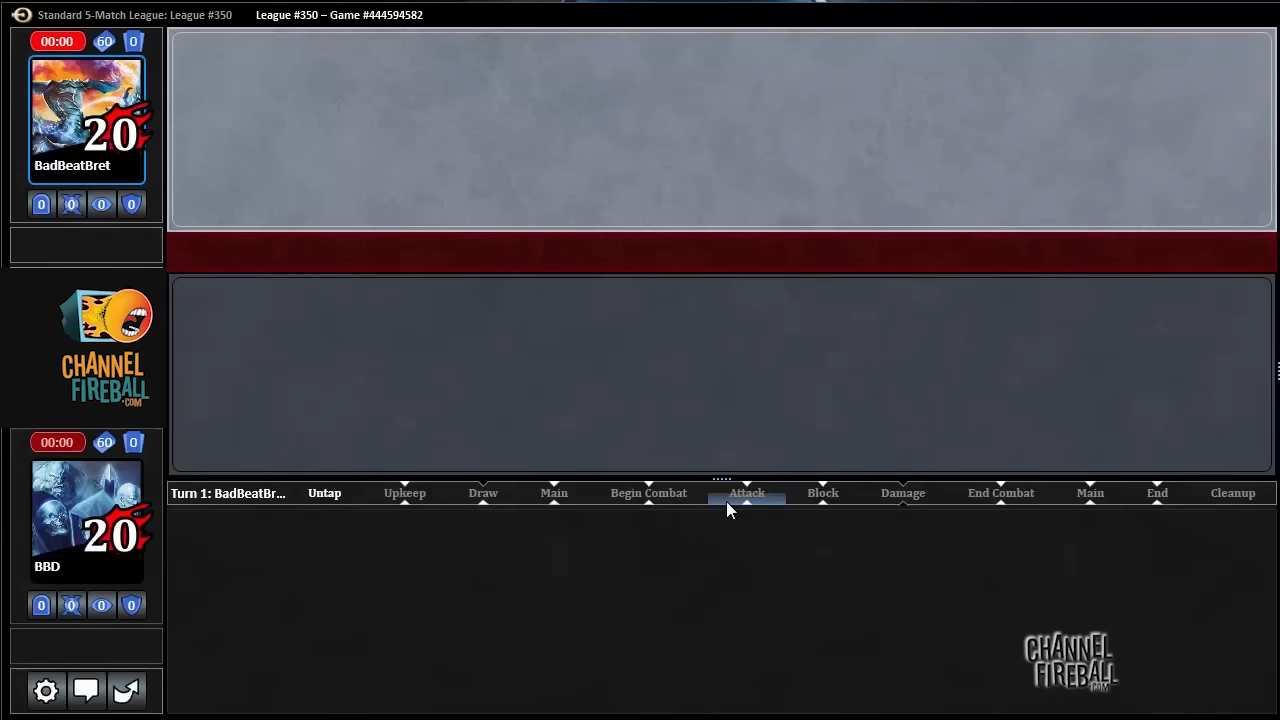 Standard 5-Match League: League #350 League #350 – Game #444594582
00:00 60 0
20
BadBeatBret
0 0 0 0
CHANNEL
FIREBALL
.COM
00:00 60 0
20
BBD
0 0 0 0
Turn 1: BadBeatBr... Untap Upkeep Draw Main Begin Combat Attack Block Damage End Combat Main End Cleanup
CHANNEL
FIREBALL
.COM